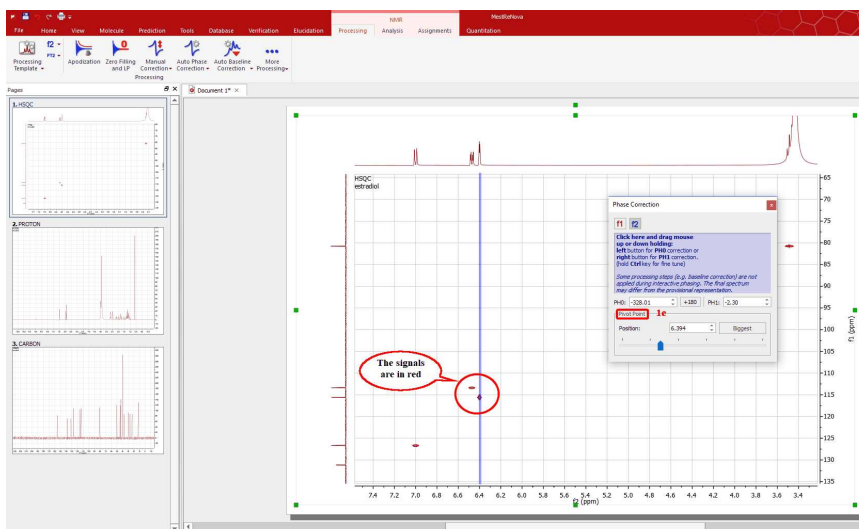 NMR
MestReNova
File Home View Molecule Prediction Tools Database Verification Elucidation Processing Analysis Assignments Quantitation
f2
FT2
Processing Template
Apodization
Zero Filling and LP
Manual Correction
Auto Phase Correction
Auto Baseline Correction
More Processing
Processing
Pages
Document 1*
1. HSQC
2. PROTON
3. CARBON
HSQC
estradiol
Phase Correction
f1 f2
Click here and drag mouse
up or down holding:
left button for PH0 correction or
right button for PH1 correction.
(hold Ctrl key for fine tune)
Some processing steps (e.g. baseline correction) are not
applied during interactive phasing. The final spectrum
may differ from the provisional representation.
PH0: -328.01 +180 PH1: -2.30
Pivot Point 1e
Position: 6.394 Biggest
The signals
are in red
65
70
75
80
85
90
95
100
105
110
115
120
125
130
135
f1 (ppm)
7.4 7.2 7.0 6.8 6.6 6.4 6.2 6.0 5.8 5.6 5.4 5.2 5.0 4.8 4.6 4.4 4.2 4.0 3.8 3.6 3.4
f2 (ppm)